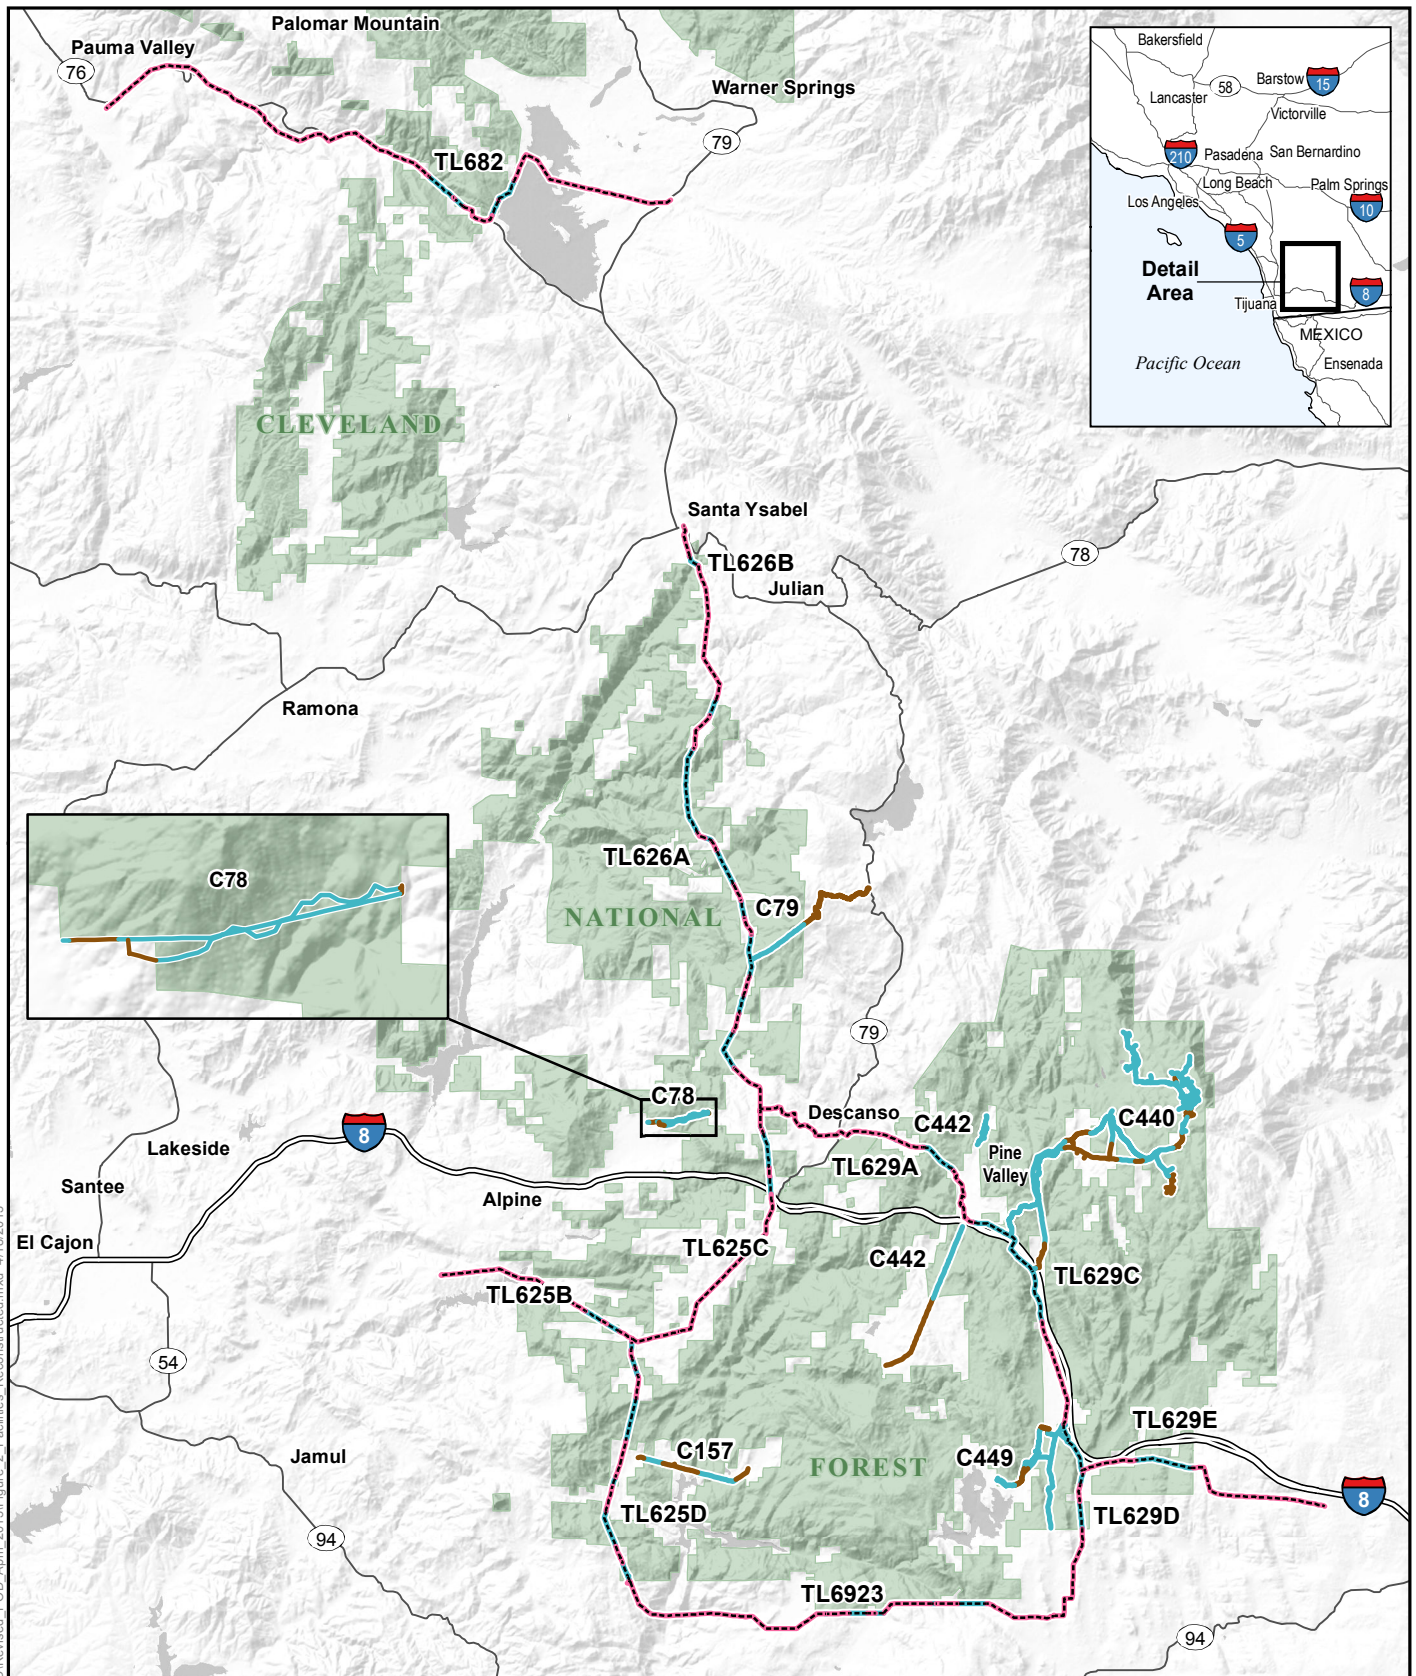 Palomar Mountain
Pauma Valley
76
Warner Springs
79
TL682
Bakersfield
58
Barstow
15
Lancaster
Victorville
210
Pasadena
San Bernardino
Long Beach
Palm Springs
Los Angeles
10
5
Detail
Area
8
Tijuana
MEXICO
Pacific Ocean
Ensenada
CLEVELAND
Santa Ysabel
TL626B
78
Julian
Ramona
TL626A
C78
C79
NATIONAL
79
C78
Descanso
C442
C440
8
Lakeside
Pine
Valley
TL629A
Santee
Alpine
El Cajon
TL625C
C442
TL629C
TL625B
54
TL629E
C157
C449
Jamul
FOREST
8
TL625D
TL629D
94
TL6923
94